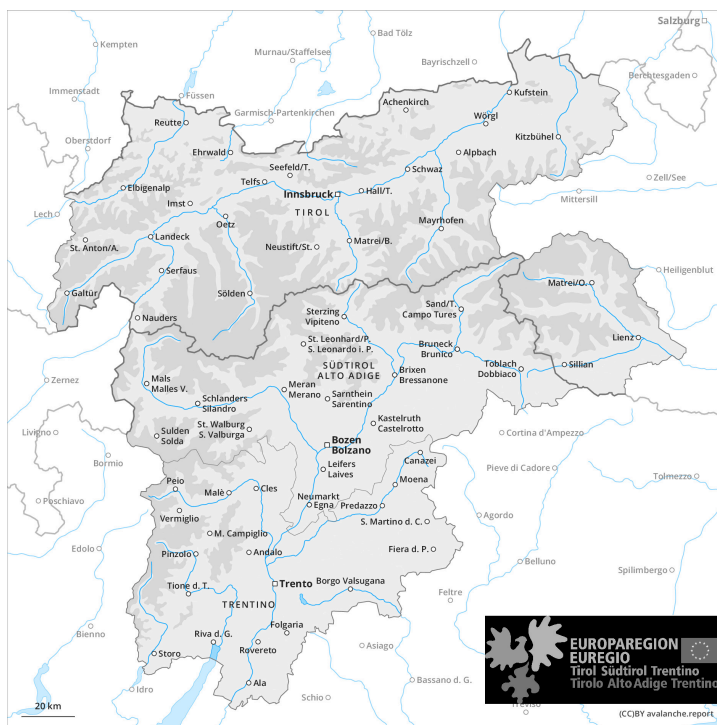 Salzburg
Kempten
Bad Tölz
Murnau/Staffelsee
Bayrischzell
Berchtesgaden
Immenstadt
Füssen
Kufstein
Achenkirch
Garmisch-Partenkirchen
Reutte
Wörgl
Oberstdorf
Kitzbühel
Ehrwald
Alpbach
Seefeld/T.
Schwaz
Zell/See
Telfs
Elbigenalp
Innsbruck
Hall/T.
Mittersill
Imst
TIROL
Lech
Oetz
Mayrhofen
Landeck
Matrei/B.
St. Anton/A.
Neustift/St.
Serfaus
Heiligenblut
Matrei/O.
Galtür
Sölden
Sand/T.
Campo Tures
Nauders
Sterzing
Vipiteno
Lienz
St. Leonhard/P.
S. Leonardo i. P.
Bruneck
Brunico
Toblach
Dobbiaco
Sillian
SÜDTIROL
ALTO ADIGE
Brixen
Bressanone
Zernez
Mals
Malles V.
Meran
Merano
Sarnthein
Sarentino
Schlanders
Silandro
Kastelruth
Castelrotto
St. Walburg
S. Valburga
Livigno
Sulden
Solda
Cortina d'Ampezzo
Bozen
Bolzano
Bormio
Canazei
Pieve di Cadore
Leifers
Laives
Tolmezzo
Peio
Moena
Malè
Cles
Poschiavo
Neumarkt
Egna
Predazzo
Vermiglio
Agordo
S. Martino d. C.
M. Campiglio
Edolo
Fiera d. P.
Pinzolo
Andalo
Belluno
Spilimbergo
Tione d. T.
Trento
Borgo Valsugana
Feltre
TRENTINO
Bienno
Folgaria
Riva d. G.
Rovereto
Asiago
Storo
Bassano d. G.
Ala
Idro
Schio
Treviso
EUROPAREGION
EUREGIO
Tirol Südtirol Trentino
Tirolo Alto Adige Trentino
20 km
(CC)BY avalanche.report